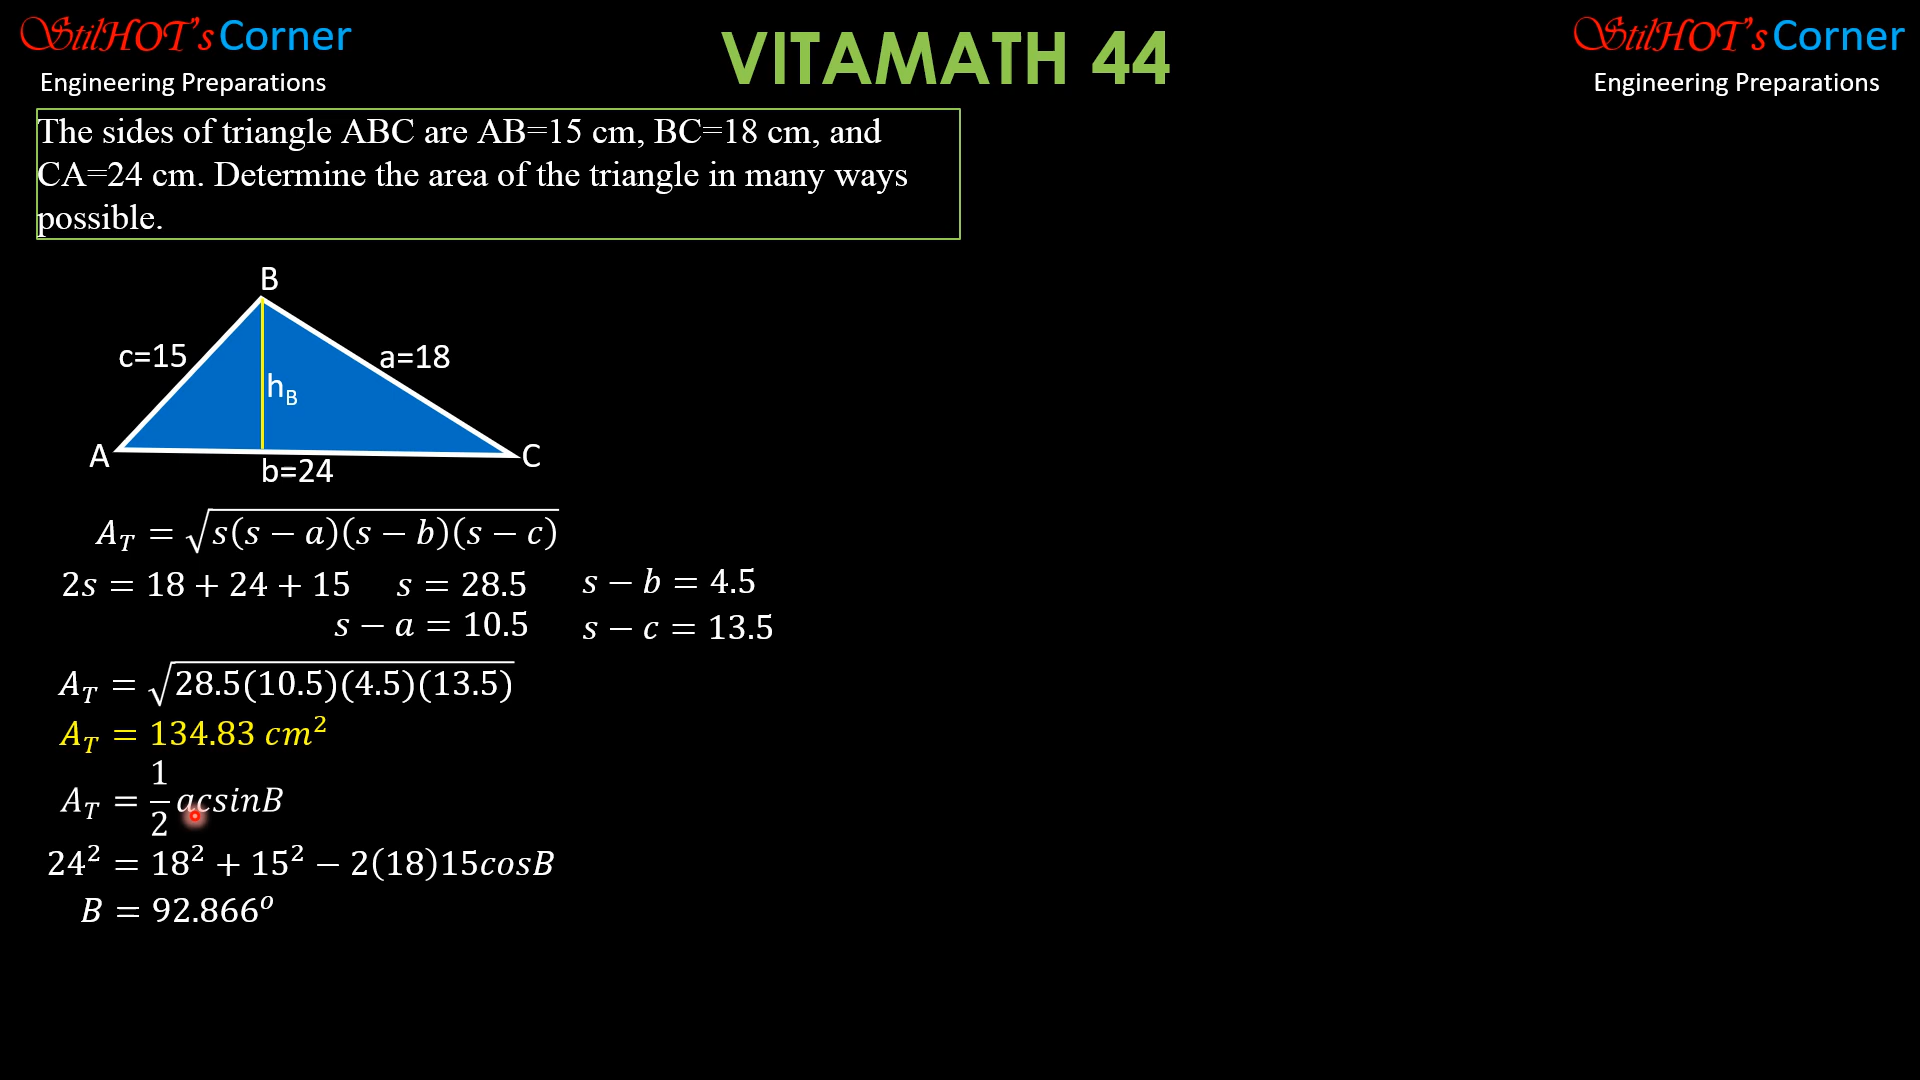 StilHOT's Corner
Engineering Preparations
VITAMATH 44
StilHOT's Corner
Engineering Preparations
The sides of triangle ABC are AB=15 cm, BC=18 cm, and
CA=24 cm. Determine the area of the triangle in many ways
possible.
B
c=15
a=18
h_B
A
C
b=24
A_T = √(s(s − a)(s − b)(s − c))
2s = 18 + 24 + 15 s = 28.5 s − b = 4.5
s − a = 10.5 s − c = 13.5
A_T = √(28.5(10.5)(4.5)(13.5))
A_T = 134.83 cm²
A_T = 1/2 acsinB
24² = 18² + 15² − 2(18)15cosB
B = 92.866°